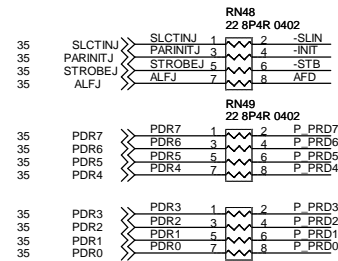 RN48
22 8P4R 0402
35 SLCTINJ SLCTINJ 1 2 -SLIN
35 PARINITJ PARINITJ 3 4 -INIT
35 STROBEJ STROBEJ 5 6 -STB
35 ALFJ ALFJ 7 8 AFD
RN49
22 8P4R 0402
35 PDR7 PDR7 1 2 P_PRD7
35 PDR6 PDR6 3 4 P_PRD6
35 PDR5 PDR5 5 6 P_PRD5
35 PDR4 PDR4 7 8 P_PRD4
35 PDR3 PDR3 1 2 P_PRD3
35 PDR2 PDR2 3 4 P_PRD2
35 PDR1 PDR1 5 6 P_PRD1
35 PDR0 PDR0 7 8 P_PRD0